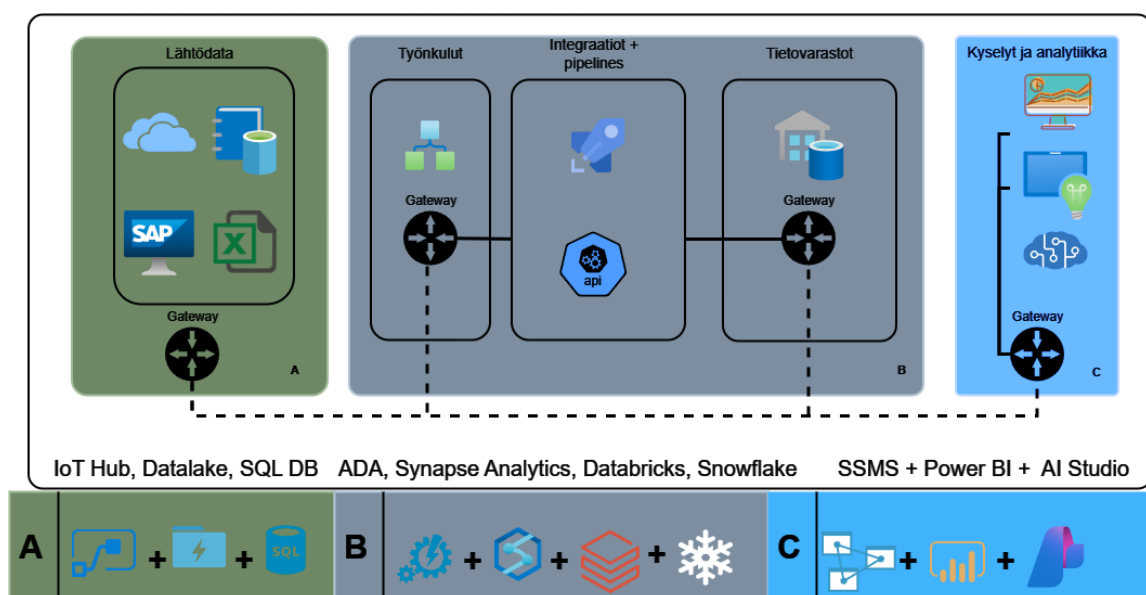 Lähtödata
SAP
X
Gateway
A
Työnkulut
Gateway
Integraatiot +
pipelines
api
Tietovarastot
Gateway
B
Kyselyt ja analytiikka
Gateway
C
IoT Hub, Datalake, SQL DB
ADA, Synapse Analytics, Databricks, Snowflake
SSMS + Power BI + AI Studio
A
+
+
SQL
B
+
+
+
C
+
+